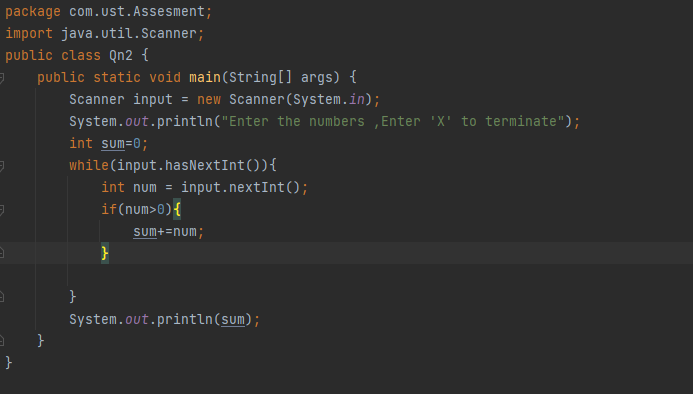 package com.ust.Assesment;
import java.util.Scanner;
public class Qn2 {
    public static void main(String[] args) {
        Scanner input = new Scanner(System.in);
        System.out.println("Enter the numbers ,Enter 'X' to terminate");
        int sum=0;
        while(input.hasNextInt()){
            int num = input.nextInt();
            if(num>0){
                sum+=num;
            }

        }
        System.out.println(sum);
    }
}